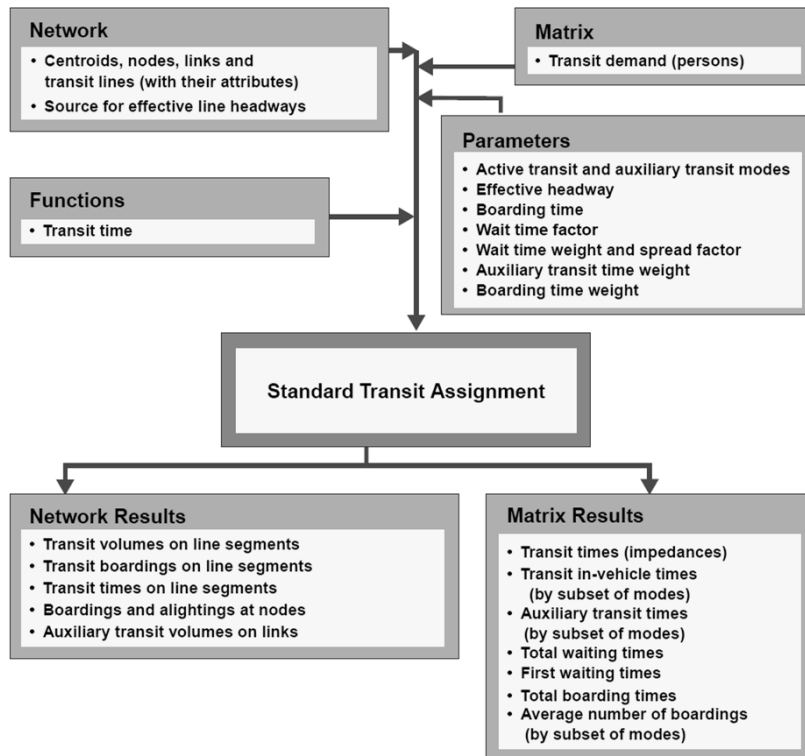 Network
• Centroids, nodes, links and
transit lines (with their attributes)
• Source for effective line headways
Matrix
• Transit demand (persons)
Parameters
• Active transit and auxiliary transit modes
• Effective headway
• Boarding time
• Wait time factor
• Wait time weight and spread factor
• Auxiliary transit time weight
• Boarding time weight
Functions
• Transit time
Standard Transit Assignment
Network Results
• Transit volumes on line segments
• Transit boardings on line segments
• Transit times on line segments
• Boardings and alightings at nodes
• Auxiliary transit volumes on links
Matrix Results
• Transit times (impedances)
• Transit in-vehicle times
(by subset of modes)
• Auxiliary transit times
(by subset of modes)
• Total waiting times
• First waiting times
• Total boarding times
• Average number of boardings
(by subset of modes)